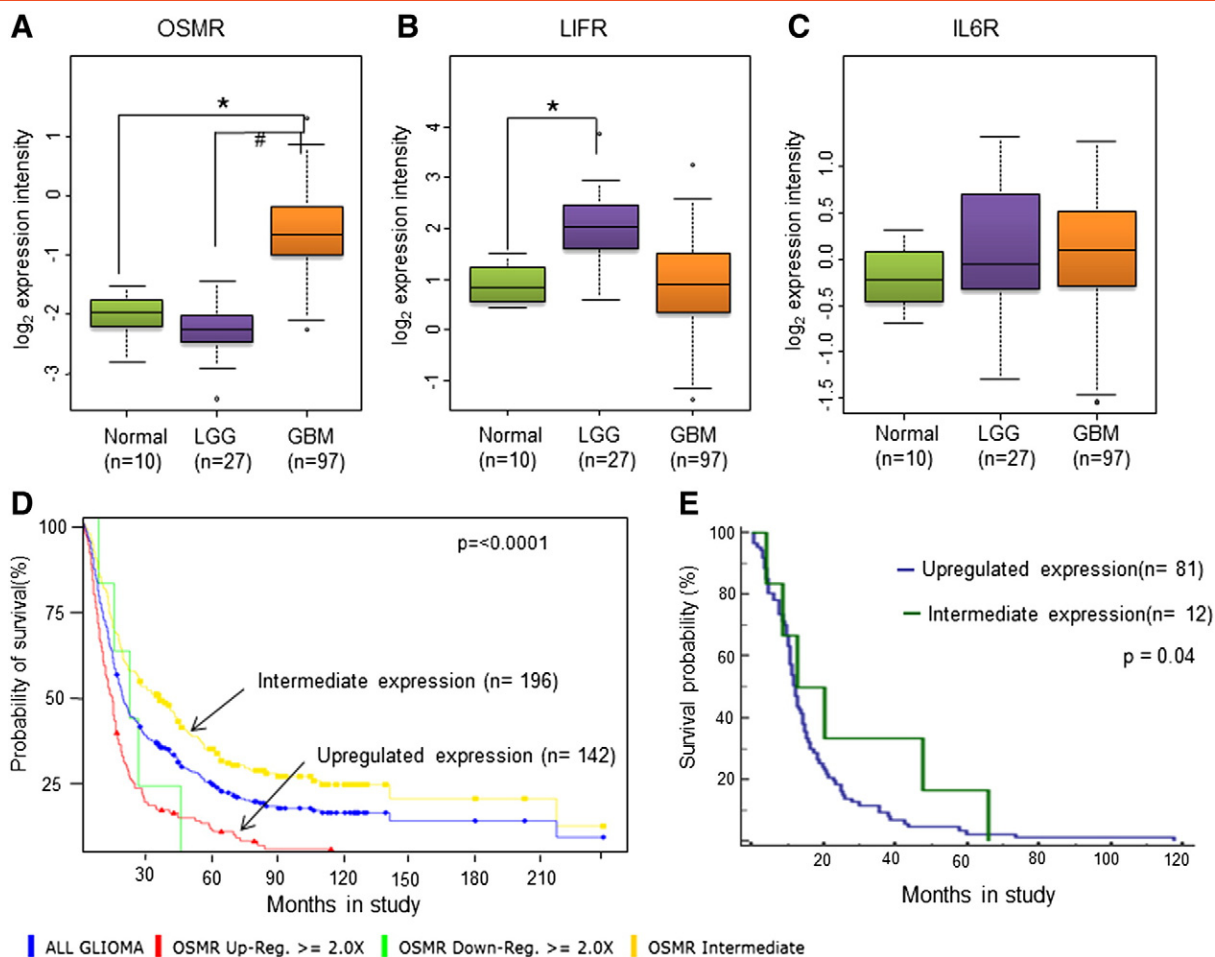 A
OSMR
log2 expression intensity
1
0
-1
-2
-3
*
#
Normal
(n=10)
LGG
(n=27)
GBM
(n=97)
B
LIFR
log2 expression intensity
4
3
2
1
0
-1
*
Normal
(n=10)
LGG
(n=27)
GBM
(n=97)
C
IL6R
log2 expression intensity
1.0
0.5
0.0
-0.5
-1.0
-1.5
Normal
(n=10)
LGG
(n=27)
GBM
(n=97)
D
Probability of survival(%)
100
75
50
25
p=<0.0001
Intermediate expression (n= 196)
Upregulated expression (n= 142)
30 60 90 120 150 180 210
Months in study
ALL GLIOMA OSMR Up-Reg. >= 2.0X OSMR Down-Reg. >= 2.0X OSMR Intermediate
E
Survival probability (%)
100
80
60
40
20
Upregulated expression(n= 81)
Intermediate expression(n= 12)
p = 0.04
20 40 60 80 100 120
Months in study